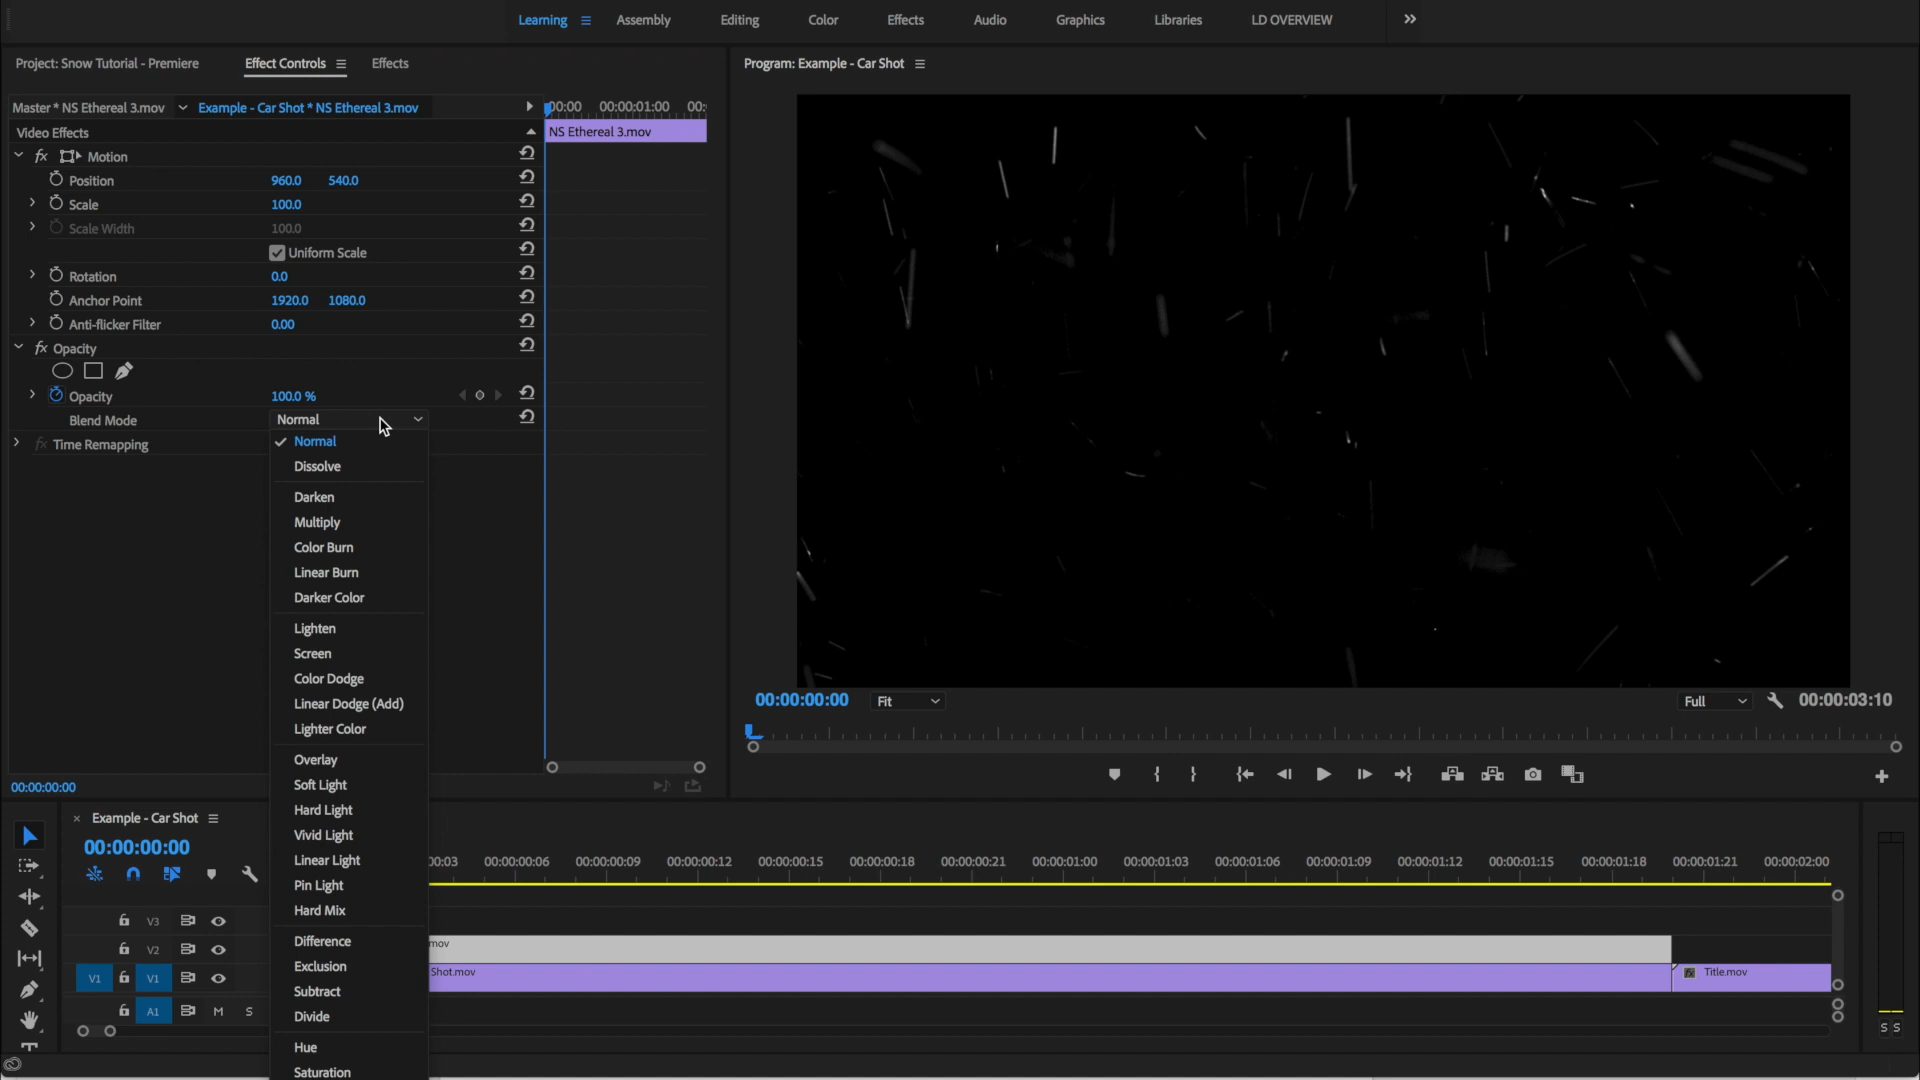 Learning Assembly Editing Color Effects Audio Graphics Libraries LD OVERVIEW
Project: Snow Tutorial - Premiere Effect Controls Effects
Program: Example - Car Shot
Master * NS Ethereal 3.mov Example - Car Shot * NS Ethereal 3.mov
00:00 00:00:01:00 00:
Video Effects
NS Ethereal 3.mov
fx Motion
Position 960.0 540.0
Scale 100.0
Scale Width 100.0
Uniform Scale
Rotation 0.0
Anchor Point 1920.0 1080.0
Anti-flicker Filter 0.00
fx Opacity
Opacity 100.0 %
Blend Mode Normal
fx Time Remapping
Normal
Dissolve
Darken
Multiply
Color Burn
Linear Burn
Darker Color
Lighten
Screen
Color Dodge
Linear Dodge (Add)
Lighter Color
Overlay
Soft Light
Hard Light
Vivid Light
Linear Light
Pin Light
Hard Mix
Difference
Exclusion
Subtract
Divide
Hue
Saturation
00:00:00:00 Fit Full 00:00:03:10
00:00:00:00
Example - Car Shot
00:00:00:00
00:03 00:00:00:06 00:00:00:09 00:00:00:12 00:00:00:15 00:00:00:18 00:00:00:21 00:00:01:00 00:00:01:03 00:00:01:06 00:00:01:09 00:00:01:12 00:00:01:15 00:00:01:18 00:00:01:21 00:00:02:00
V3
V2 mov
V1 V1 Shot.mov fx Title.mov
A1 M S
S S